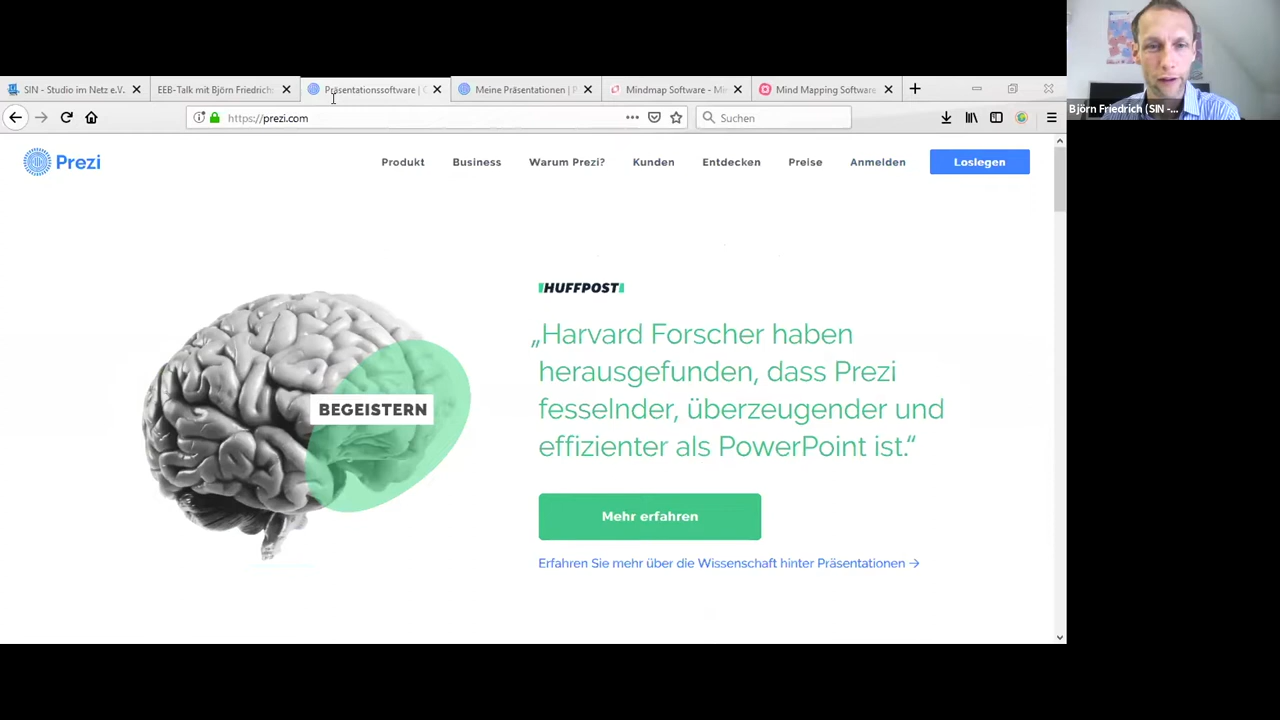 SIN - Studio im Netz e.V.
EEB-Talk mit Björn Friedrich:
Präsentationssoftware | 
Meine Präsentationen | P
Mindmap Software - Mi
Mind Mapping Software
https://prezi.com
Suchen
Björn Friedrich (SIN -...
Prezi
Produkt
Business
Warum Prezi?
Kunden
Entdecken
Preise
Anmelden
Loslegen
HUFFPOST
„Harvard Forscher haben
herausgefunden, dass Prezi
fesselnder, überzeugender und
effizienter als PowerPoint ist.“
BEGEISTERN
Mehr erfahren
Erfahren Sie mehr über die Wissenschaft hinter Präsentationen →